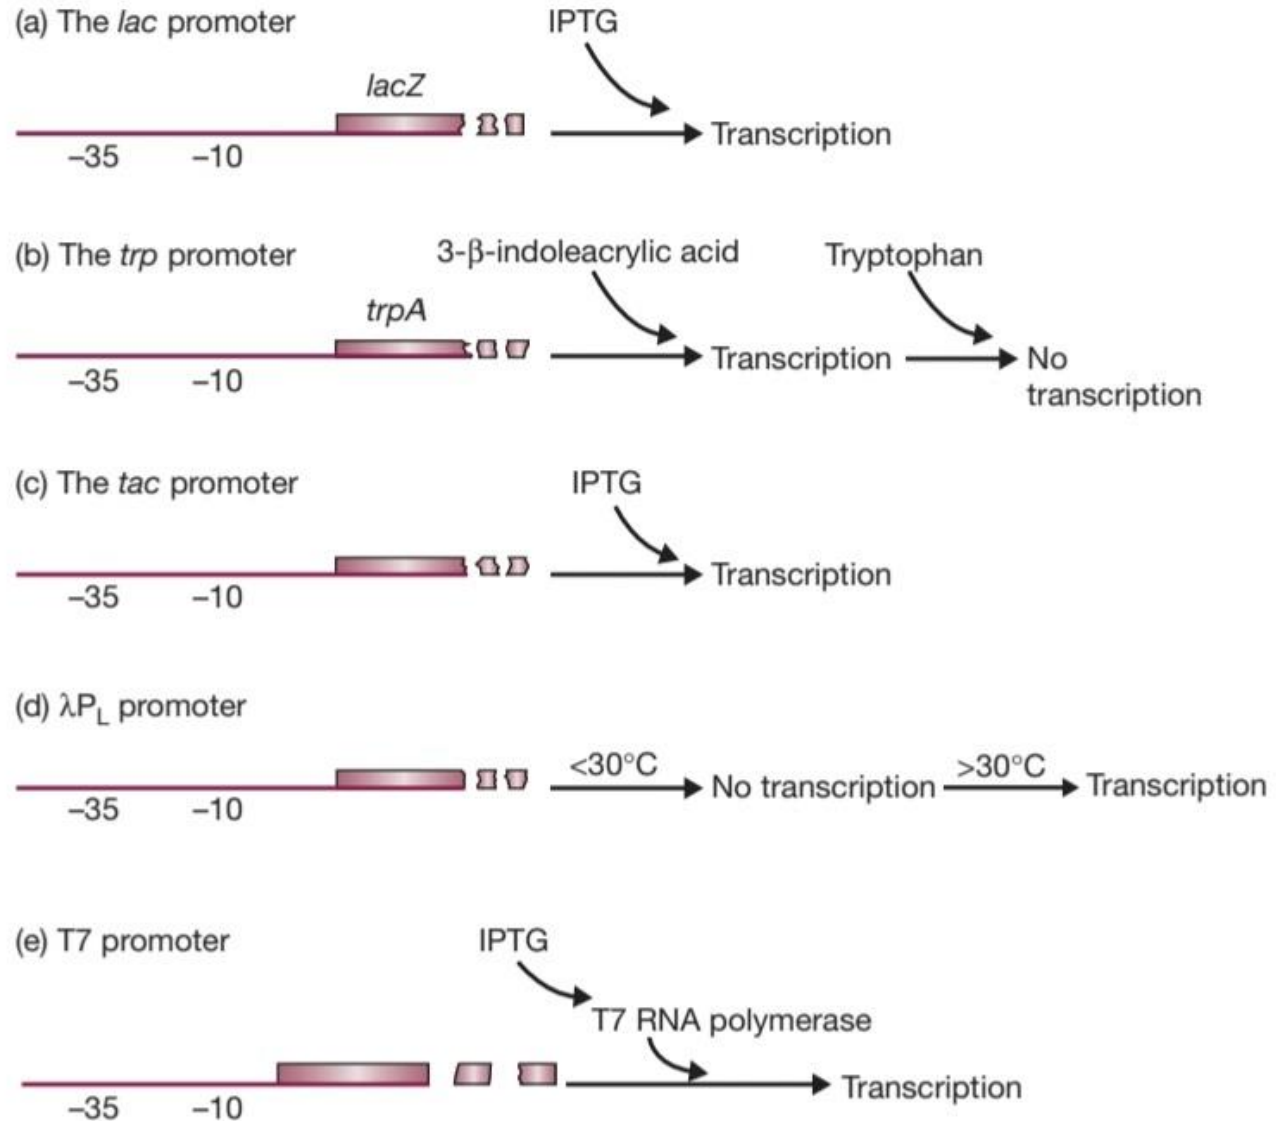 (a) The lac promoter
IPTG
lacZ
Transcription
–35
–10
(b) The trp promoter
3-β-indoleacrylic acid
Tryptophan
trpA
Transcription
No
transcription
–35
–10
(c) The tac promoter
IPTG
Transcription
–35
–10
(d) λPL promoter
<30°C
No transcription
>30°C
Transcription
–35
–10
(e) T7 promoter
IPTG
T7 RNA polymerase
Transcription
–35
–10